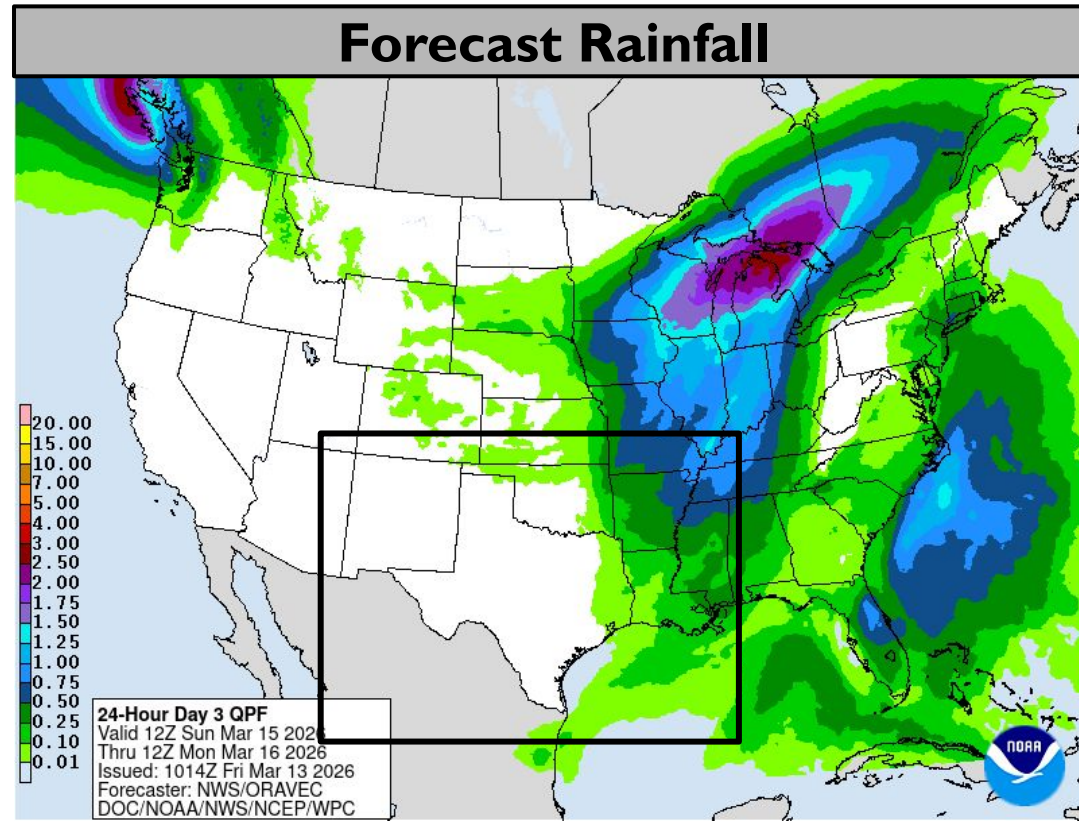 Forecast Rainfall
20.00
15.00
10.00
7.00
5.00
4.00
3.00
2.50
2.00
1.75
1.50
1.25
1.00
0.75
0.50
0.25
0.10
0.01
24-Hour Day 3 QPF
Valid 12Z Sun Mar 15 2026
Thru 12Z Mon Mar 16 2026
Issued: 1014Z Fri Mar 13 2026
Forecaster: NWS/ORAVEC
DOC/NOAA/NWS/NCEP/WPC
NOAA